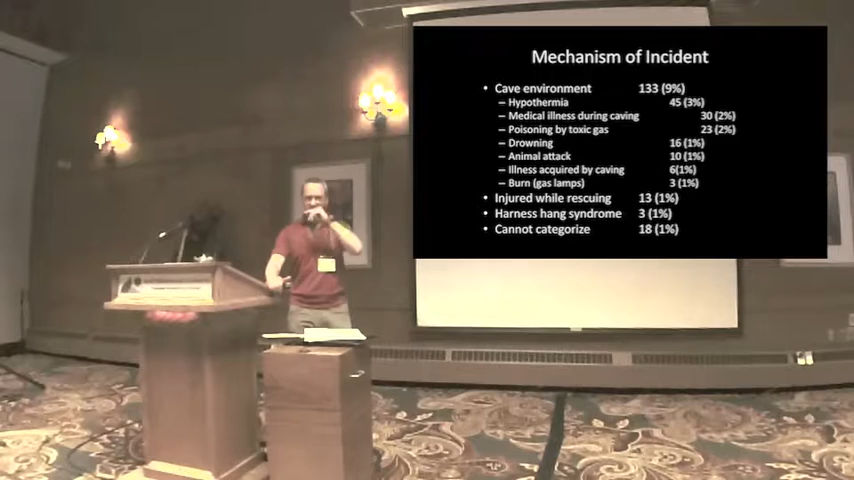 Mechanism of Incident
• Cave environment 133 (9%)
– Hypothermia 45 (3%)
– Medical illness during caving 30 (2%)
– Poisoning by toxic gas 23 (2%)
– Drowning 16 (1%)
– Animal attack 10 (1%)
– Illness acquired by caving 6(1%)
– Burn (gas lamps) 3 (1%)
• Injured while rescuing 13 (1%)
• Harness hang syndrome 3 (1%)
• Cannot categorize 18 (1%)